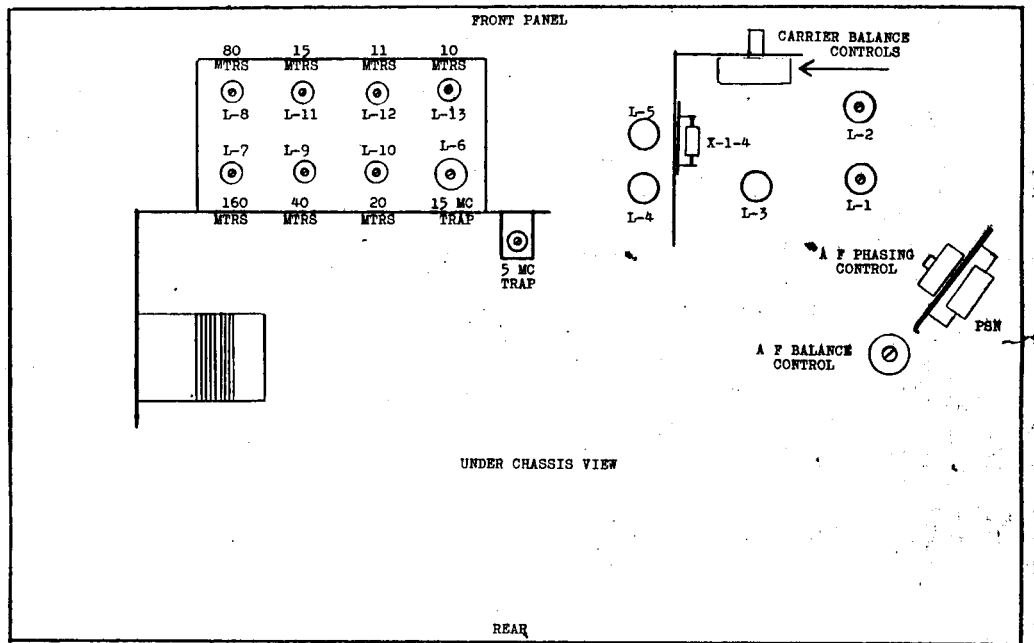 FRONT PANEL
CARRIER BALANCE
CONTROLS
80 15 11 10
MTRS MTRS MTRS MTRS
L-8 L-11 L-12 L-13
L-7 L-9 L-10 L-6
160 40 20 15 MC
MTRS MTRS MTRS TRAP
5 MC
TRAP
L-5
X-1-4
L-2
L-4
L-3
L-1
A F PHASING
CONTROL
PSN
A F BALANCE
CONTROL
UNDER CHASSIS VIEW
REAR